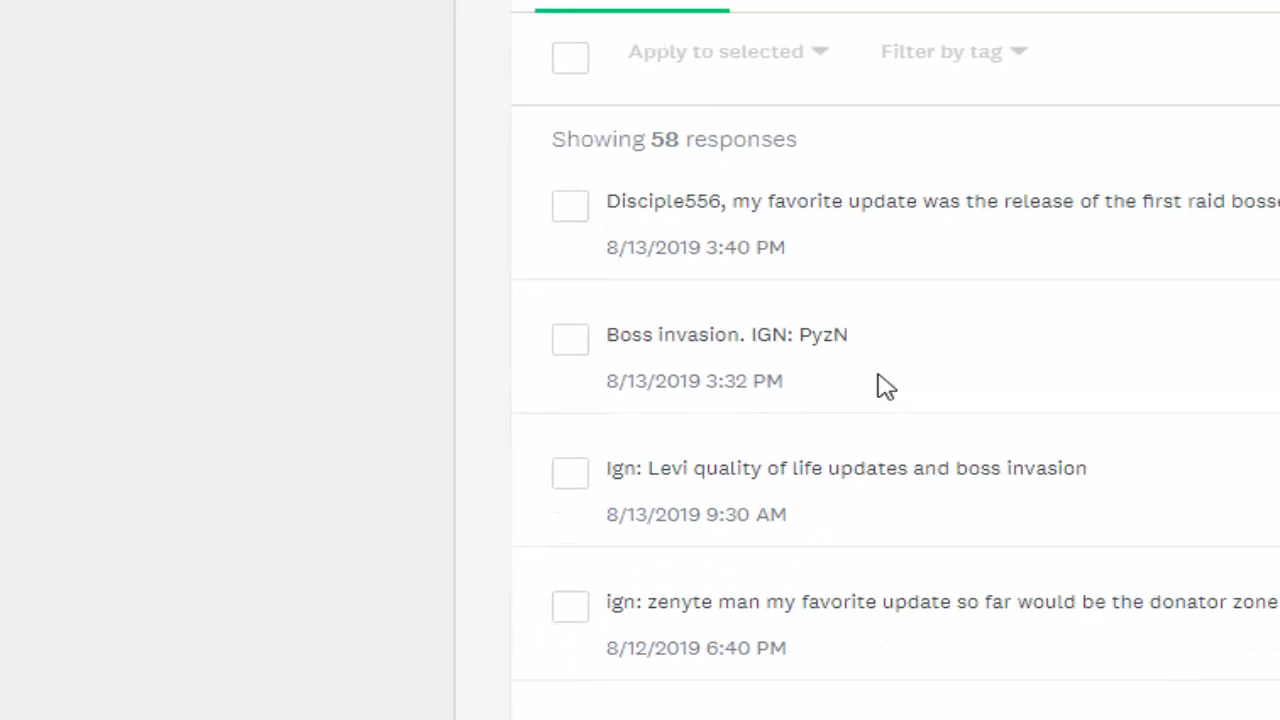 Apply to selected Filter by tag
Showing 58 responses
Disciple556, my favorite update was the release of the first raid
8/13/2019 3:40 PM
Boss invasion. IGN: PyzN
8/13/2019 3:32 PM
Ign: Levi quality of life updates and boss invasion
8/13/2019 9:30 AM
ign: zenyte man my favorite update so far would be the donator zone
8/12/2019 6:40 PM